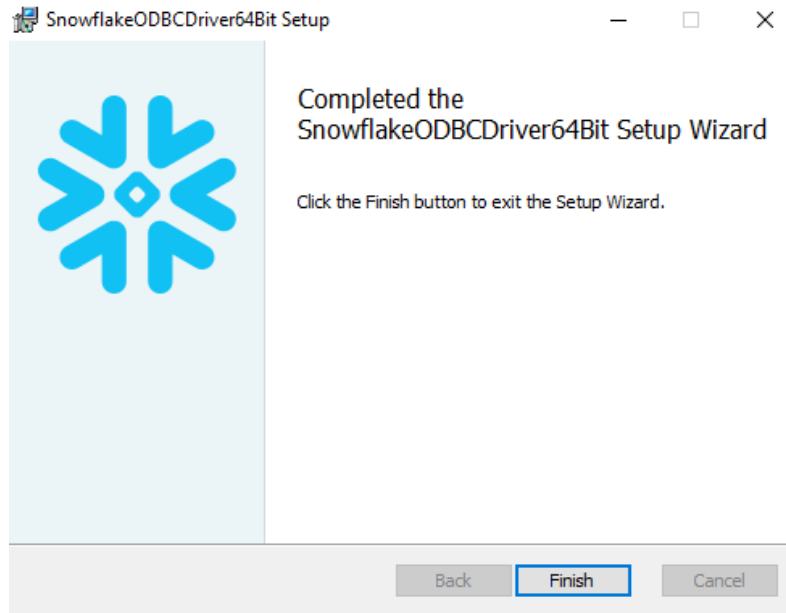 SnowflakeODBCDriver64Bit Setup
Completed the
SnowflakeODBCDriver64Bit Setup Wizard
Click the Finish button to exit the Setup Wizard.
Back Finish Cancel